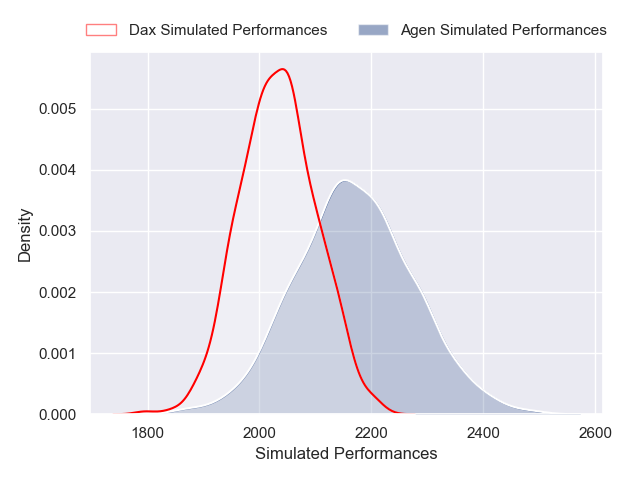 Dax Simulated Performances Agen Simulated Performances
0.005
0.004
0.003
0.002
0.001
0.000
Density
1800 2000 2200 2400 2600
Simulated Performances